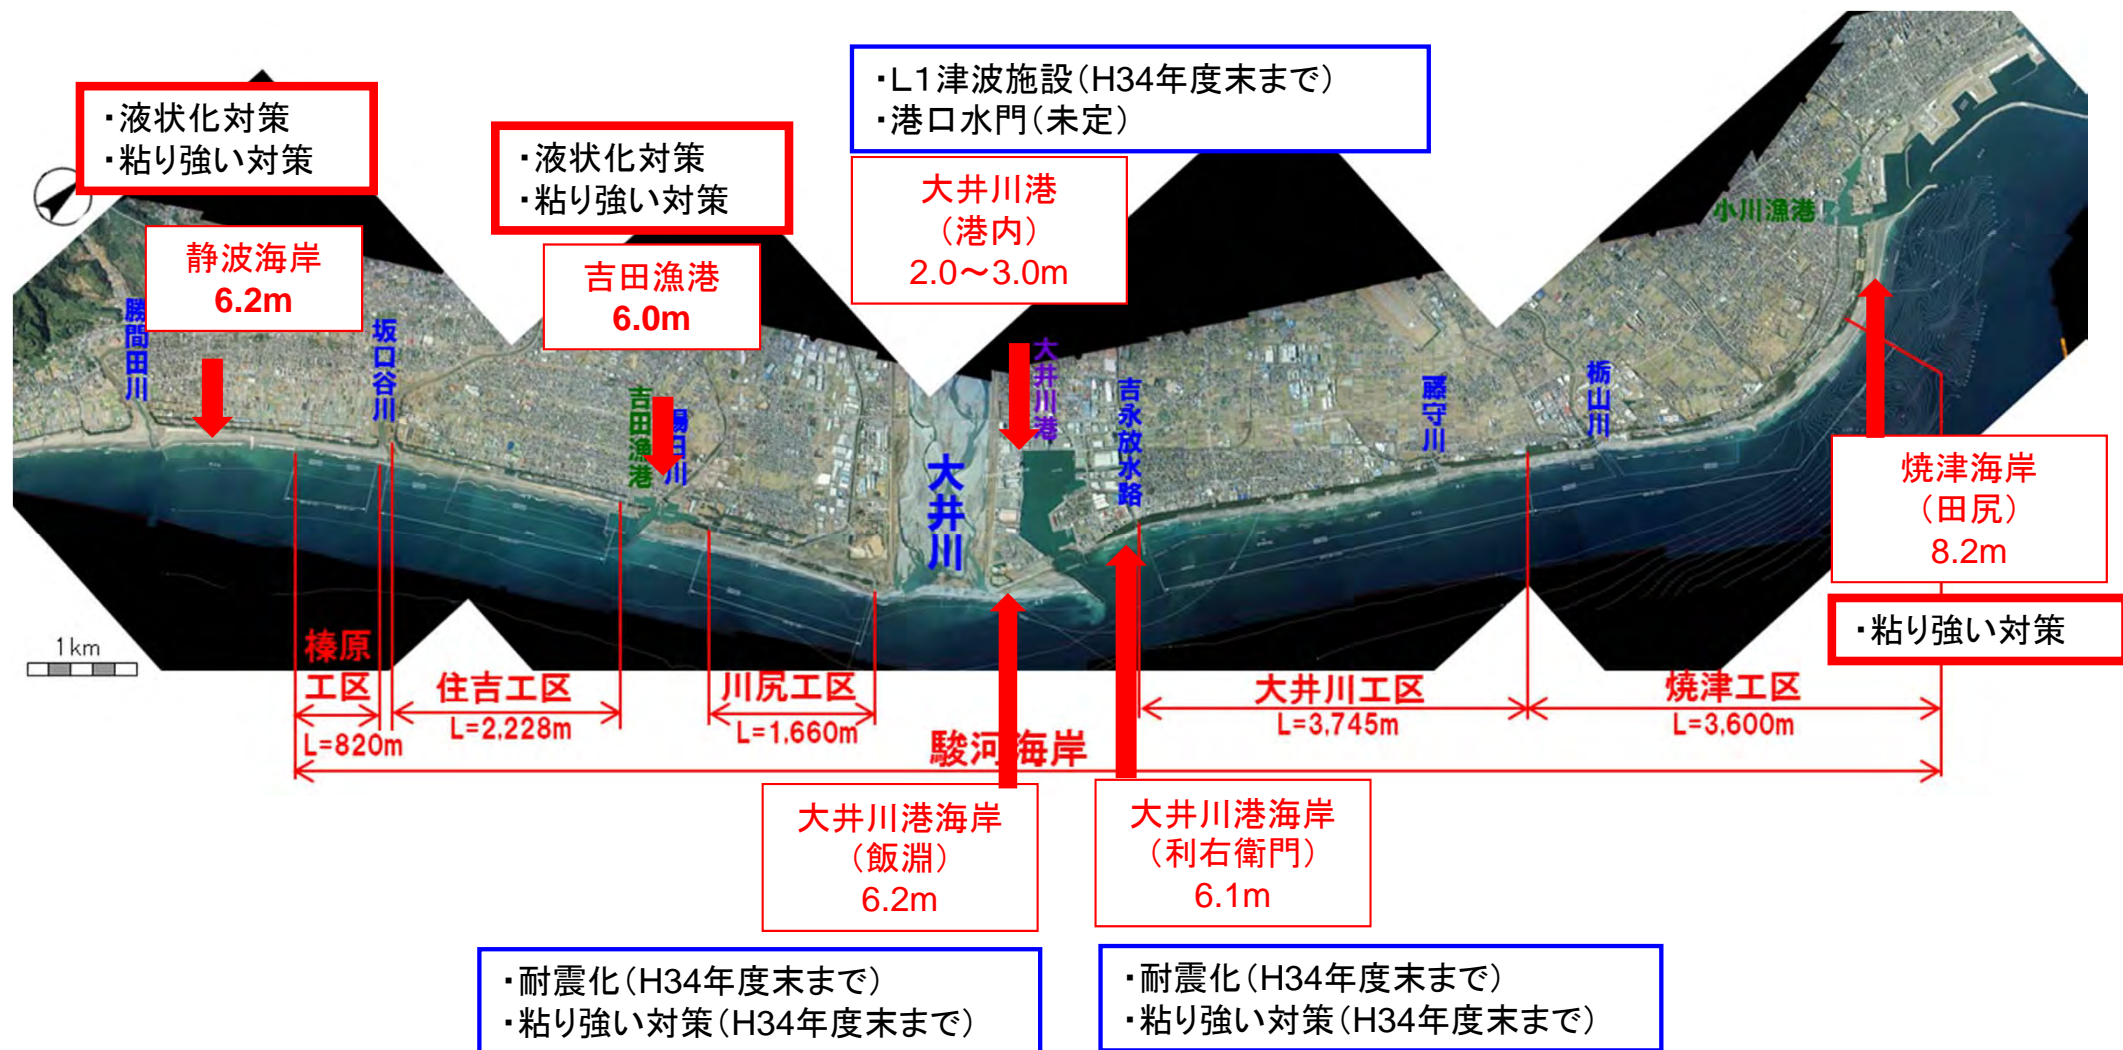 ・液状化対策
・粘り強い対策
静波海岸
6.2m
・液状化対策
・粘り強い対策
吉田漁港
6.0m
・L1津波施設（H34年度末まで）
・港口水門（未定）
大井川港
（港内）
2.0～3.0m
小川漁港
勝間田川
坂口谷川
吉田漁港
湯日川
大井川
大井川港
吉永放水路
藤守川
栃山川
焼津海岸
（田尻）
8.2m
・粘り強い対策
1km
榛原
工区
L=820m
住吉工区
L=2,228m
川尻工区
L=1,660m
大井川工区
L=3,745m
焼津工区
L=3,600m
駿河海岸
大井川港海岸
（飯淵）
6.2m
大井川港海岸
（利右衛門）
6.1m
・耐震化（H34年度末まで）
・粘り強い対策（H34年度末まで）
・耐震化（H34年度末まで）
・粘り強い対策（H34年度末まで）